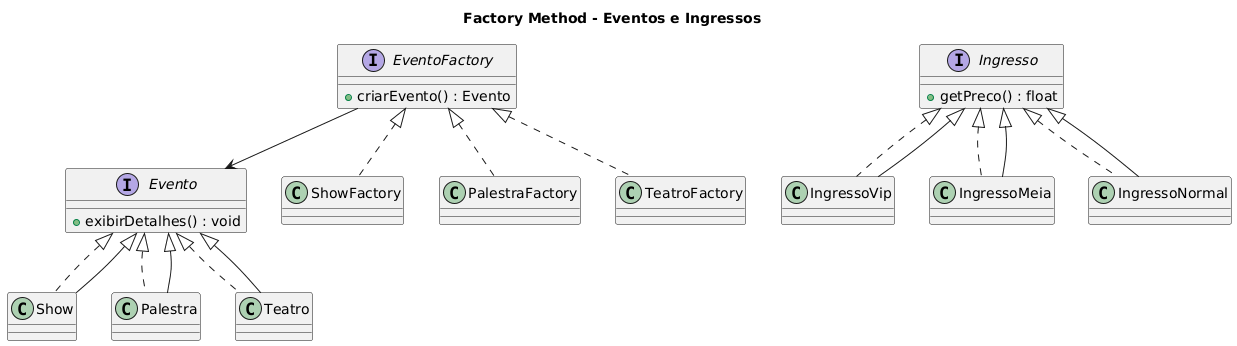 Factory Method - Eventos e Ingressos
I EventoFactory
criarEvento() : Evento
I Ingresso
getPreco() : float
I Evento
exibirDetalhes() : void
C ShowFactory
C PalestraFactory
C TeatroFactory
C IngressoVip
C IngressoMeia
C IngressoNormal
C Show
C Palestra
C Teatro